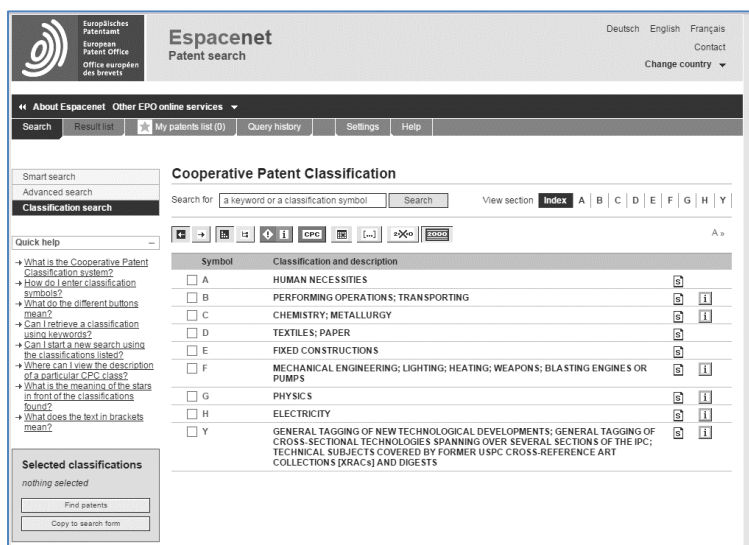 Europäisches
Patentamt
European
Patent Office
Office européen
des brevets
Espacenet
Patent search
Deutsch English Français
Contact
Change country
About Espacenet Other EPO online services
Search Result list My patents list (0) Query history Settings Help
Smart search
Advanced search
Classification search
Quick help
What is the Cooperative Patent
Classification system?
How do I enter classification
symbols?
What do the different buttons
mean?
Can I retrieve a classification
using keywords?
Can I start a new search using
the classifications listed?
Where can I view the description
of a particular CPC class?
What is the meaning of the stars
in front of the classifications
found?
What does the text in brackets
mean?
Selected classifications
nothing selected
Find patents
Copy to search form
Cooperative Patent Classification
Search for a keyword or a classification symbol Search View section Index A B C D E F G H Y
i CPC [...] 2000 A »
Symbol Classification and description
A HUMAN NECESSITIES S
B PERFORMING OPERATIONS; TRANSPORTING S i
C CHEMISTRY; METALLURGY S i
D TEXTILES; PAPER S
E FIXED CONSTRUCTIONS S
F MECHANICAL ENGINEERING; LIGHTING; HEATING; WEAPONS; BLASTING ENGINES OR S i
PUMPS
G PHYSICS S i
H ELECTRICITY S i
Y GENERAL TAGGING OF NEW TECHNOLOGICAL DEVELOPMENTS; GENERAL TAGGING OF S i
CROSS-SECTIONAL TECHNOLOGIES SPANNING OVER SEVERAL SECTIONS OF THE IPC;
TECHNICAL SUBJECTS COVERED BY FORMER USPC CROSS-REFERENCE ART
COLLECTIONS [XRACs] AND DIGESTS